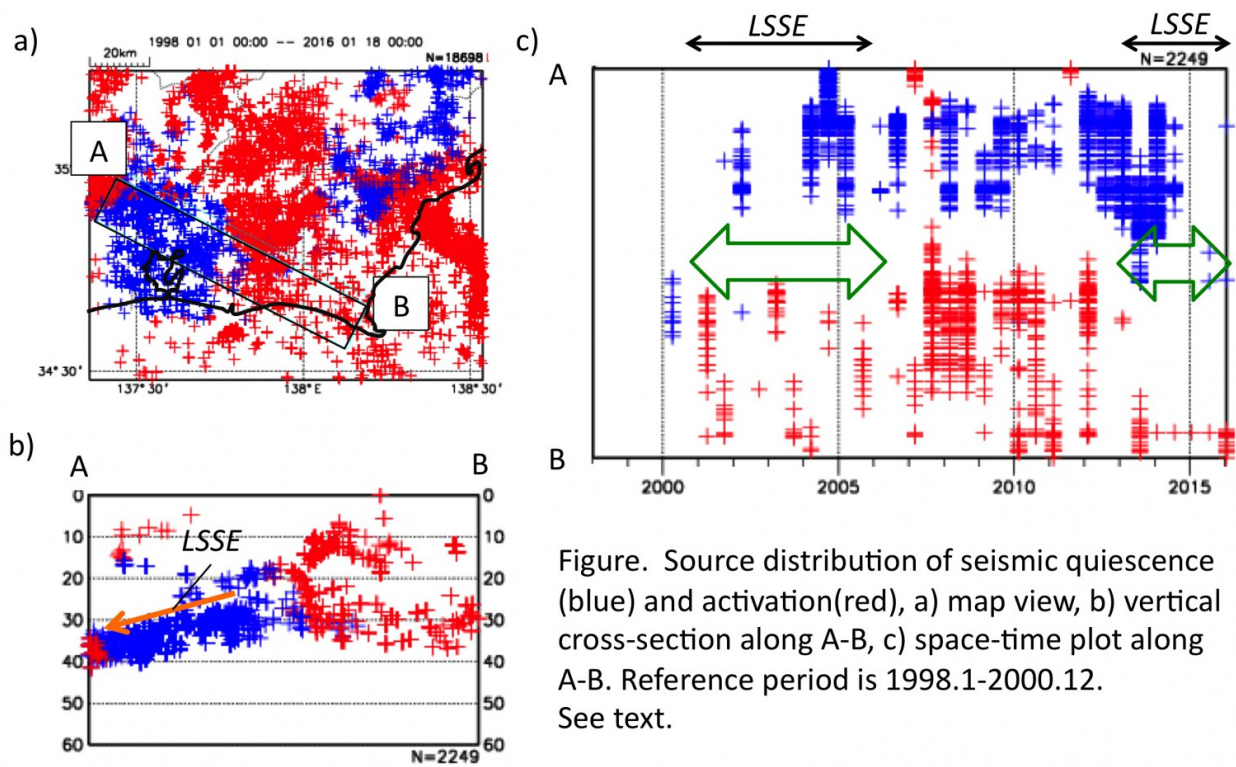 a)
1998 01 01 00:00 -- 2016 01 18 00:00
20km
N=18698
A
B
35°
34° 30'
137° 30'
138° E
138° 30'
b)
A
B
0
0
10
10
20
20
30
30
40
40
50
50
60
60
LSSE
N=2249
c)
LSSE
LSSE
N=2249
A
B
2000
2005
2010
2015
Figure. Source distribution of seismic quiescence
(blue) and activation(red), a) map view, b) vertical
cross-section along A-B, c) space-time plot along
A-B. Reference period is 1998.1-2000.12.
See text.